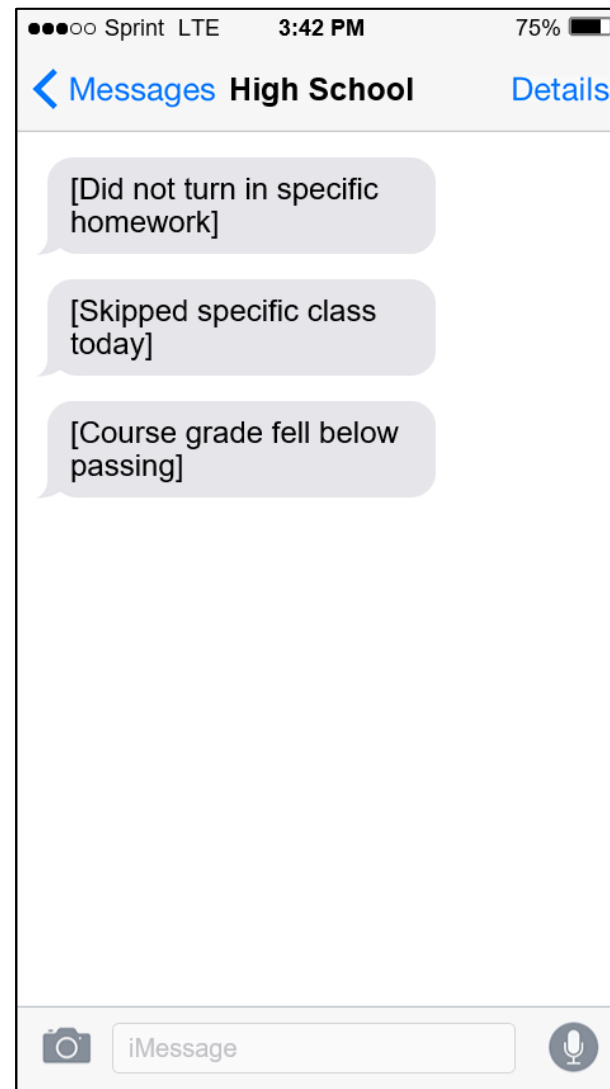 Sprint LTE 3:42 PM 75%
Messages High School Details
[Did not turn in specific
homework]
[Skipped specific class
today]
[Course grade fell below
passing]
iMessage